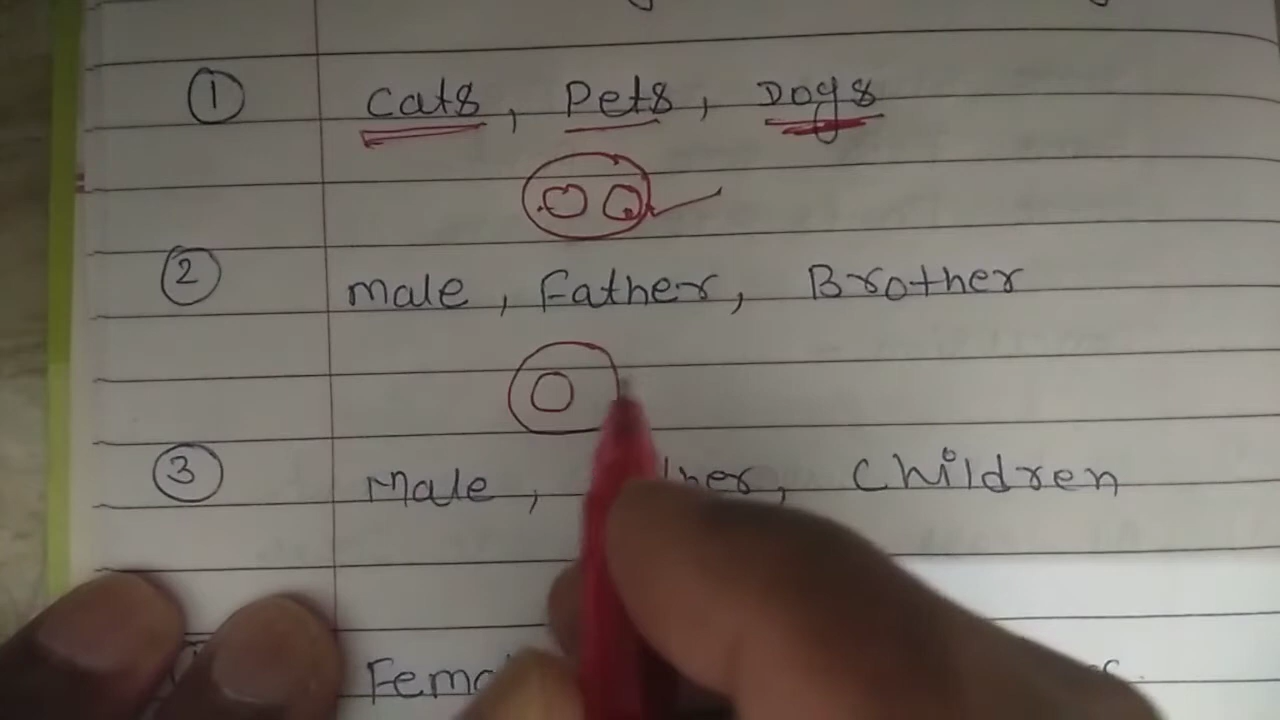 ① Cats, Pets, Dogs
② male, Father, Brother
③ Male, children